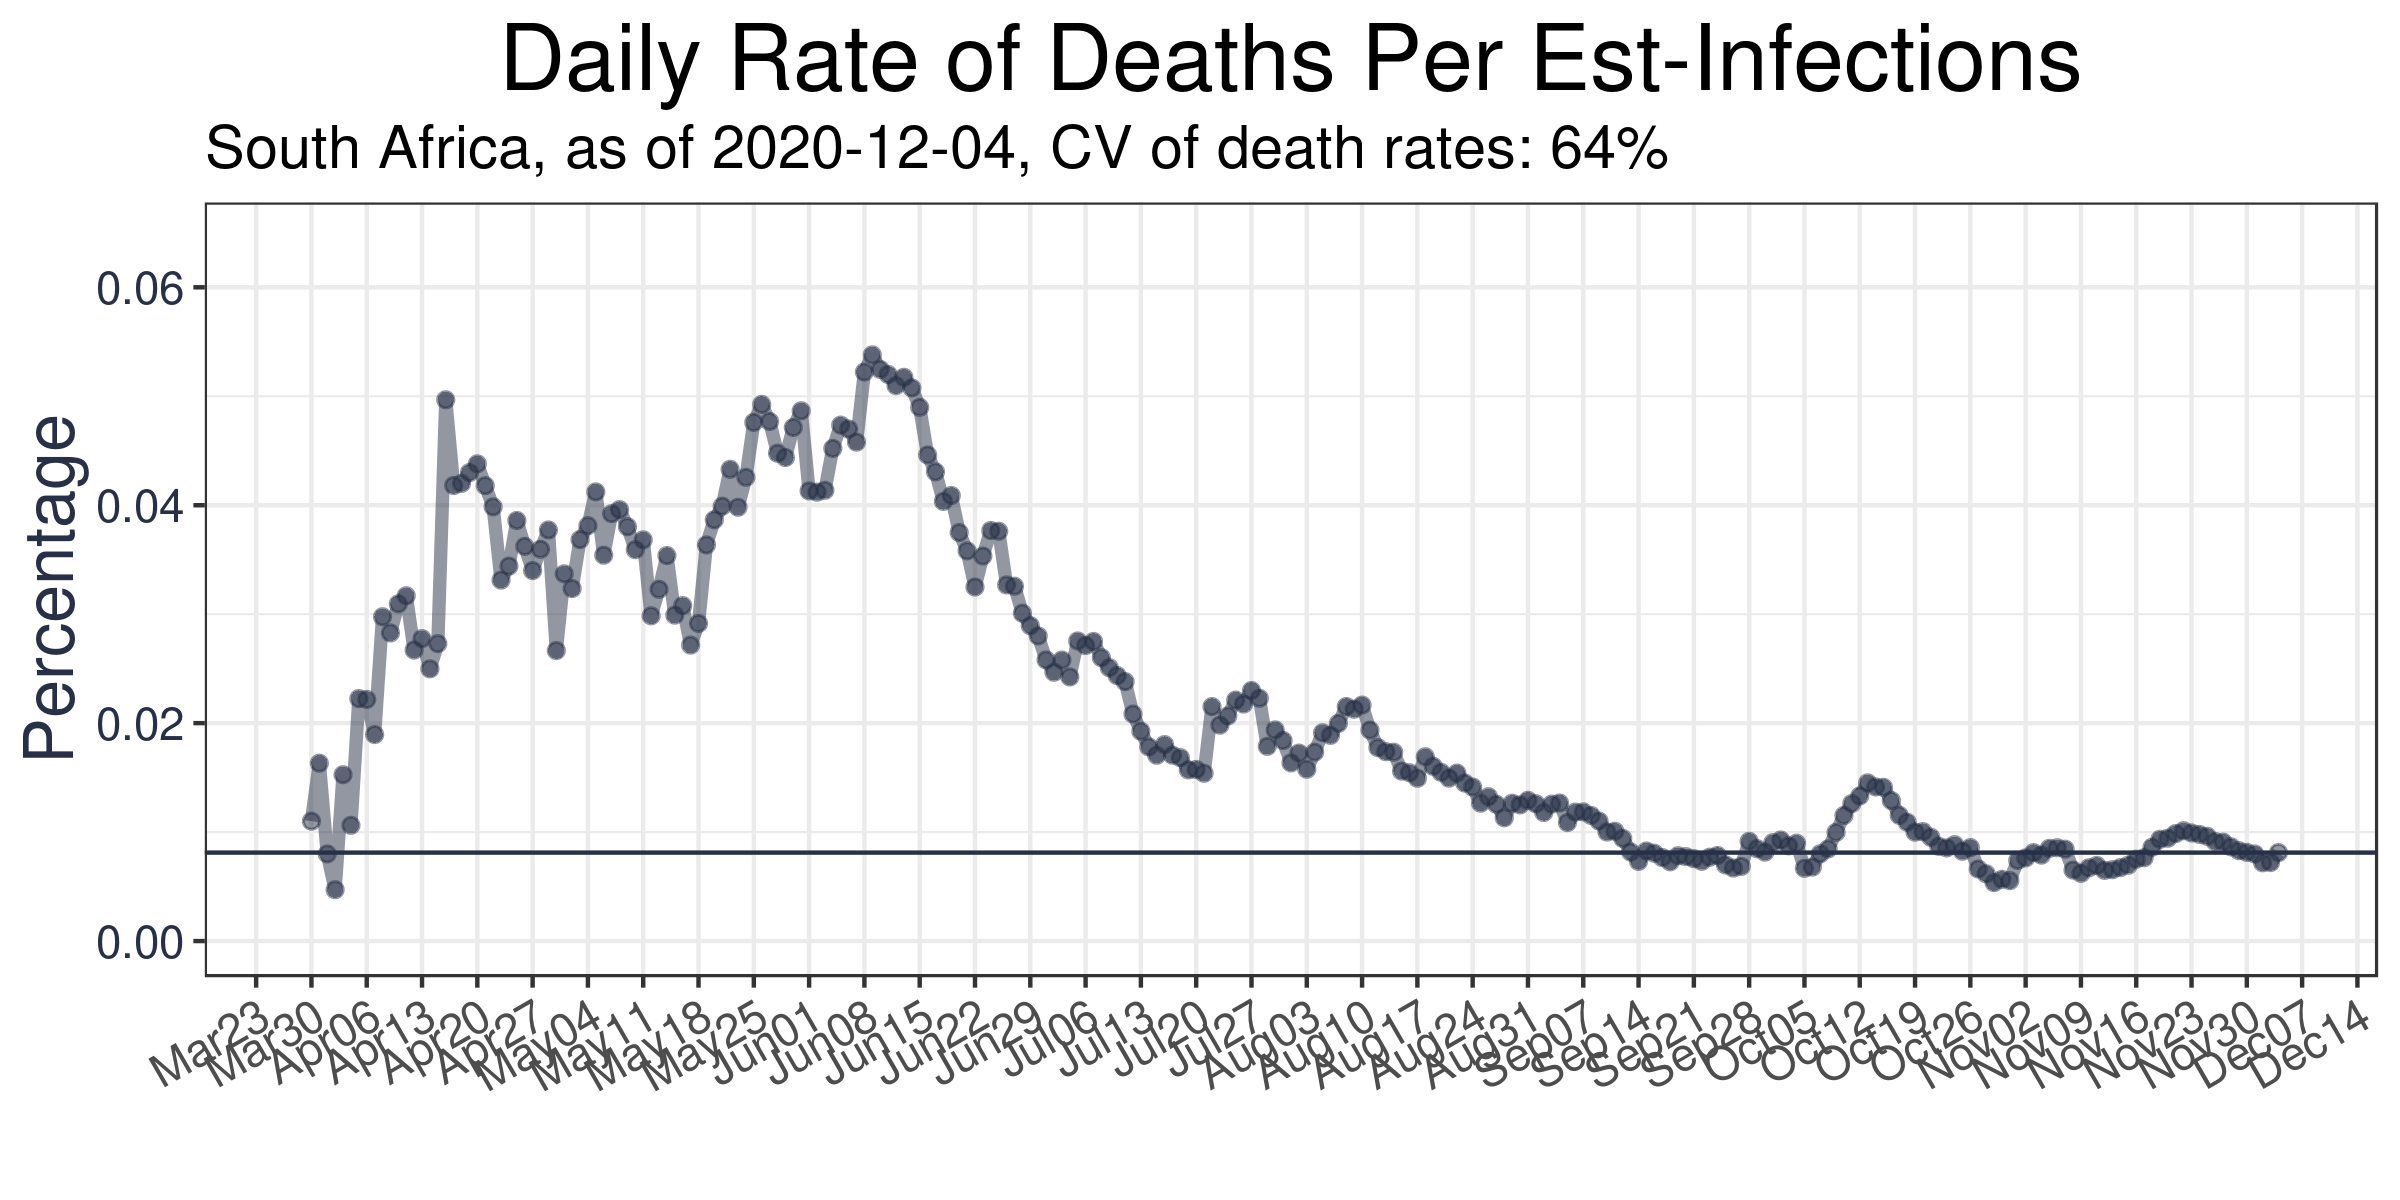 Daily Rate of Deaths Per Est-Infections
South Africa, as of 2020-12-04, CV of death rates: 64%
Percentage
0.06
0.04
0.02
0.00
Mar23 Mar30 Apr06 Apr13 Apr20 Apr27 May04 May11 May18 May25 Jun01 Jun08 Jun15 Jun22 Jun29 Jul06 Jul13 Jul20 Jul27 Aug03 Aug10 Aug17 Aug24 Aug31 Sep07 Sep14 Sep21 Sep28 Oct05 Oct12 Oct19 Oct26 Nov02 Nov09 Nov16 Nov23 Nov30 Dec07 Dec14